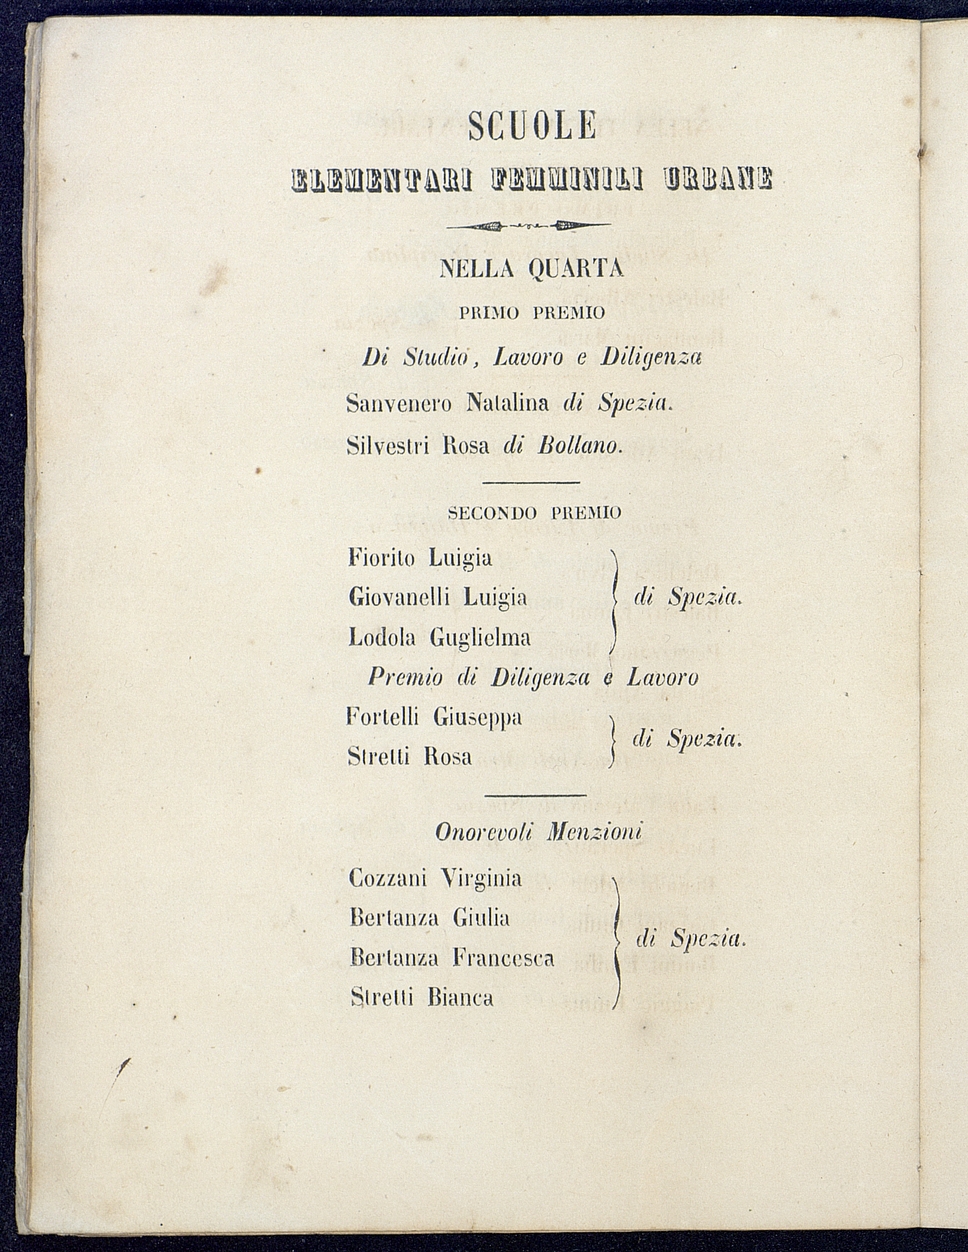 SCUOLE
ELEMENTARI FEMMINILI URBANE
NELLA QUARTA
PRIMO PREMIO
Di Studio, Lavoro e Diligenza
Sanvenero Natalina di Spezia.
Silvestri Rosa di Bollano.
SECONDO PREMIO
Fiorito Luigia
Giovanelli Luigia } di Spezia.
Lodola Guglielma
Premio di Diligenza e Lavoro
Fortelli Giuseppa
} di Spezia.
Stretti Rosa
Onorevoli Menzioni
Cozzani Virginia
Bertanza Giulia
} di Spezia.
Bertanza Francesca
Stretti Bianca